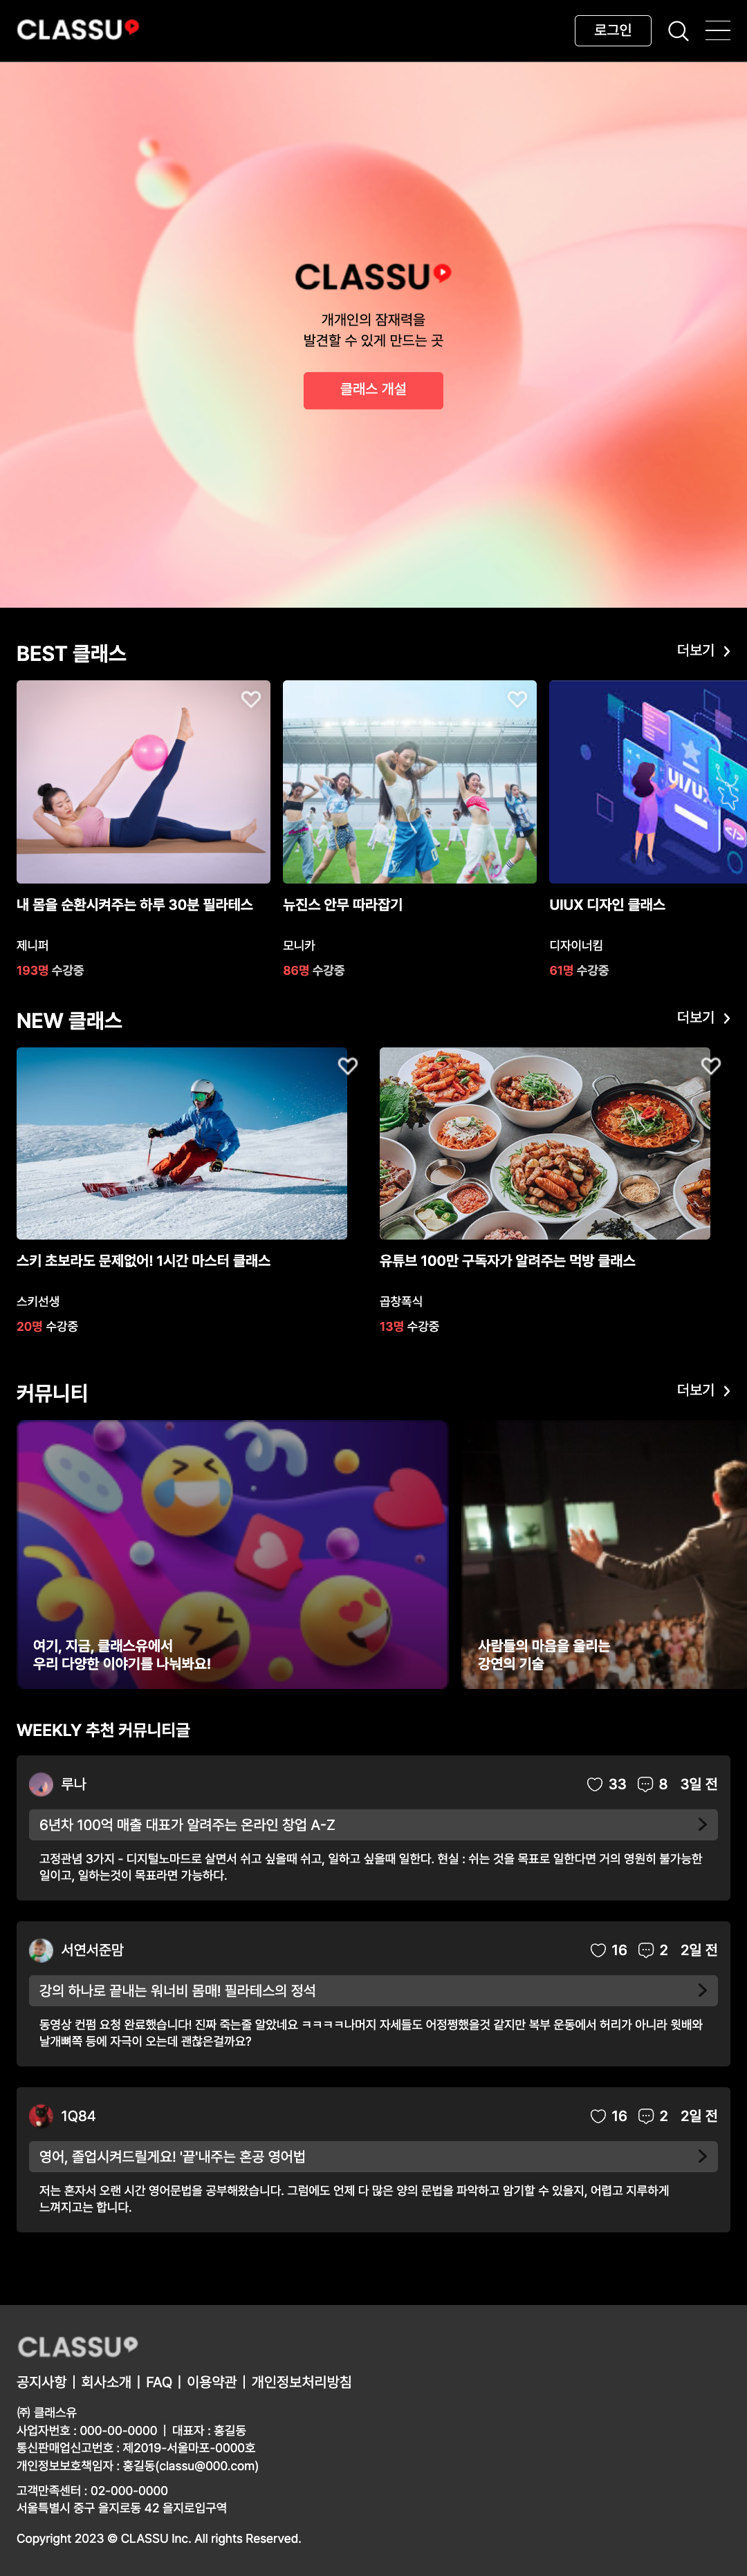 CLASSU
로그인
CLASSU
개개인의 잠재력을
발견할 수 있게 만드는 곳
클래스 개설
BEST 클래스
더보기
UI/UX
내 몸을 순환시켜주는 하루 30분 필라테스
뉴진스 안무 따라잡기
UIUX 디자인 클래스
제니퍼
모니카
디자이너킴
193명 수강중
86명 수강중
61명 수강중
NEW 클래스
더보기
스키 초보라도 문제없어! 1시간 마스터 클래스
유튜브 100만 구독자가 알려주는 먹방 클래스
스키선생
곱창폭식
20명 수강중
13명 수강중
커뮤니티
더보기
여기, 지금, 클래스유에서
우리 다양한 이야기를 나눠봐요!
사람들의 마음을 울리는
강연의 기술
WEEKLY 추천 커뮤니티글
루나
33 8 3일 전
6년차 100억 매출 대표가 알려주는 온라인 창업 A-Z
고정관념 3가지 - 디지털노마드로 살면서 쉬고 싶을때 쉬고, 일하고 싶을때 일한다. 현실 : 쉬는 것을 목표로 일한다면 거의 영원히 불가능한
일이고, 일하는것이 목표라면 가능하다.
서연서준맘
16 2 2일 전
강의 하나로 끝내는 워너비 몸매! 필라테스의 정석
동영상 컨펌 요청 완료했습니다! 진짜 죽는줄 알았네요 ㅋㅋㅋㅋ나머지 자세들도 어정쩡했을것 같지만 복부 운동에서 허리가 아니라 윗배와
날개뼈쪽 등에 자극이 오는데 괜찮은걸까요?
1Q84
16 2 2일 전
영어, 졸업시켜드릴게요! '끝'내주는 혼공 영어법
저는 혼자서 오랜 시간 영어문법을 공부해왔습니다. 그럼에도 언제 다 많은 양의 문법을 파악하고 암기할 수 있을지, 어렵고 지루하게
느껴지고는 합니다.
CLASSU
공지사항 | 회사소개 | FAQ | 이용약관 | 개인정보처리방침
㈜ 클래스유
사업자번호 : 000-00-0000 | 대표자 : 홍길동
통신판매업신고번호 : 제2019-서울마포-0000호
개인정보보호책임자 : 홍길동(classu@000.com)
고객만족센터 : 02-000-0000
서울특별시 중구 을지로동 42 을지로입구역
Copyright 2023 © CLASSU Inc. All rights Reserved.